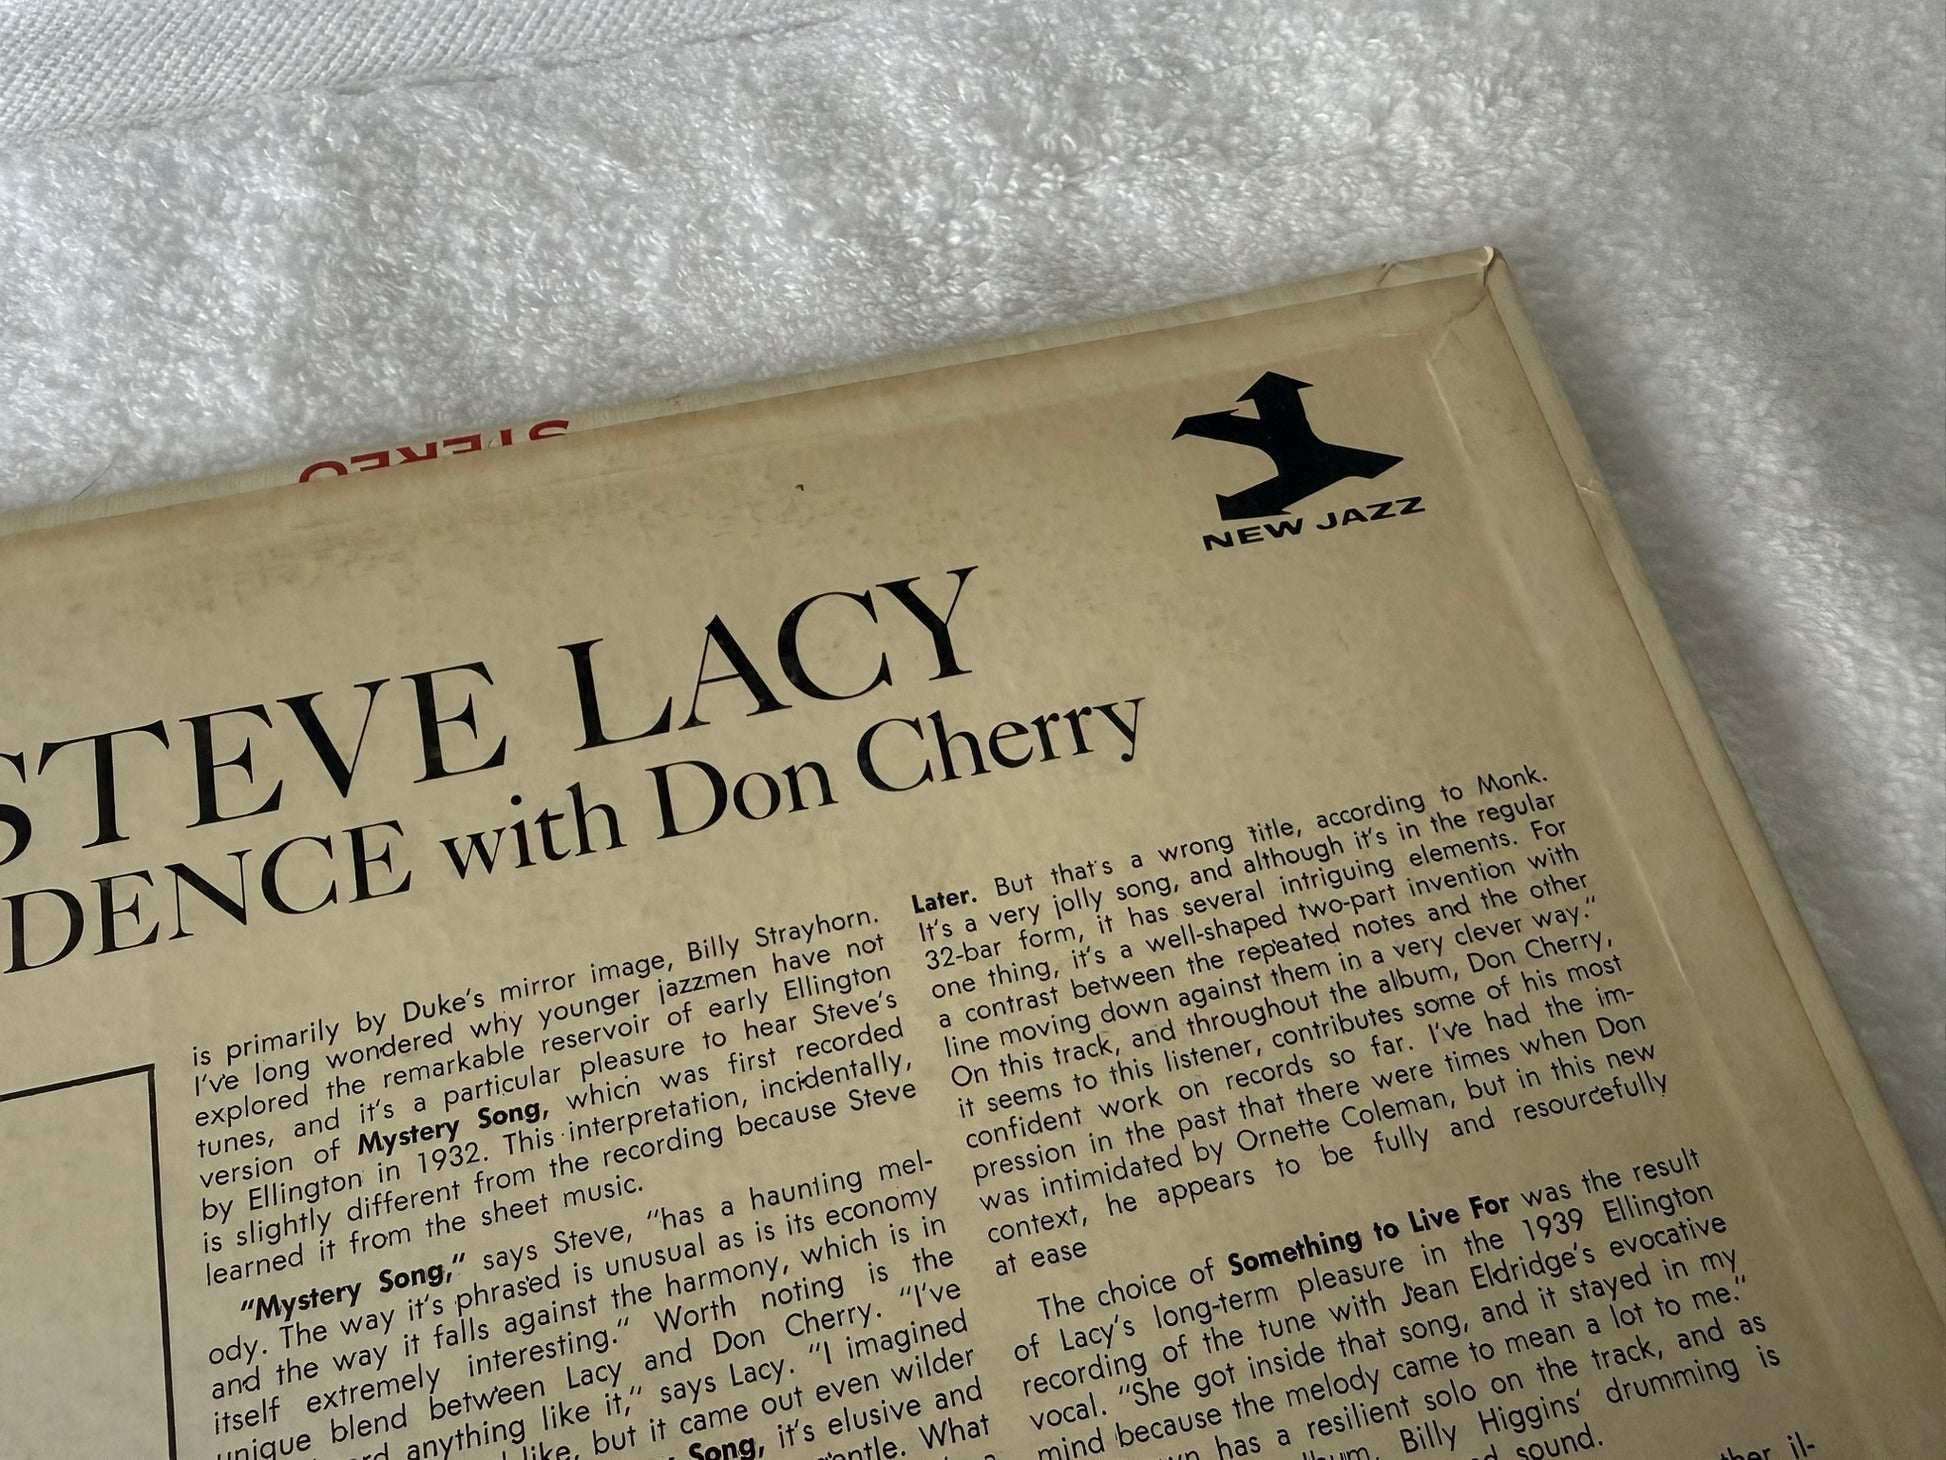 STEREO
NEW JAZZ
STEVE LACY
DENCE with Don Cherry
is primarily by Duke's mirror image, Billy Strayhorn.
I've long wondered why younger jazzmen have not
explored the remarkable reservoir of early Ellington
tunes, and it's a particular pleasure to hear Steve's
version of Mystery Song, which was first recorded
by Ellington in 1932. This interpretation, incidentally,
is slightly different from the recording because Steve
learned it from the sheet music.
"Mystery Song," says Steve, "has a haunting mel-
ody. The way it's phrased is unusual as is its economy
and the way it falls against the harmony, which is in
itself extremely interesting." Worth noting is the
unique blend between Lacy and Don Cherry. "I've
anything like it," says Lacy. "I imagined
like, but it came out even wilder
Song, it's elusive and
What
Later. But that's a wrong title, according to Monk.
It's a very jolly song, and although it's in the regular
32-bar form, it has several intriguing elements. For
one thing, it's a well-shaped two-part invention with
a contrast between the repeated notes and the other
line moving down against them in a very clever way."
On this track, and throughout the album, Don Cherry,
it seems to this listener, contributes some of his most
confident work on records so far. I've had the im-
pression in the past that there were times when Don
was intimidated by Ornette Coleman, but in this new
context, he appears to be fully and resourcefully
at ease
The choice of Something to Live For was the result
of Lacy's long-term pleasure in the 1939 Ellington
recording of the tune with Jean Eldridge's evocative
vocal. "She got inside that song, and it stayed in my
mind because the melody came to mean a lot to me."
has a resilient solo on the track, and as
Billy Higgins' drumming is
sound.
il-